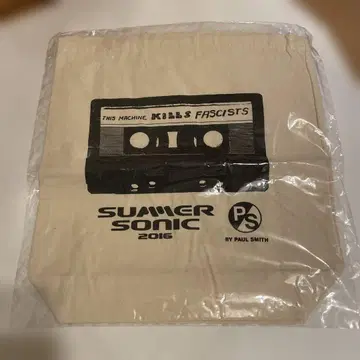 THIS MACHINE KILLS FASCISTS
SUMMER
SONIC
2016
PS
BY PAUL SMITH